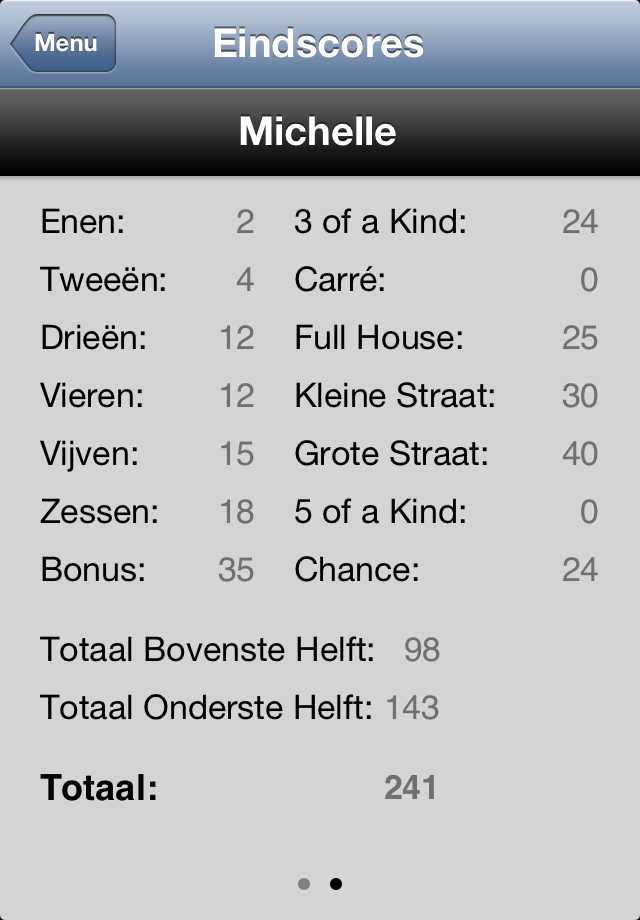 Menu
Eindscores
Michelle
Enen: 2 3 of a Kind: 24
Tweeën: 4 Carré: 0
Drieën: 12 Full House: 25
Vieren: 12 Kleine Straat: 30
Vijven: 15 Grote Straat: 40
Zessen: 18 5 of a Kind: 0
Bonus: 35 Chance: 24
Totaal Bovenste Helft: 98
Totaal Onderste Helft: 143
Totaal: 241